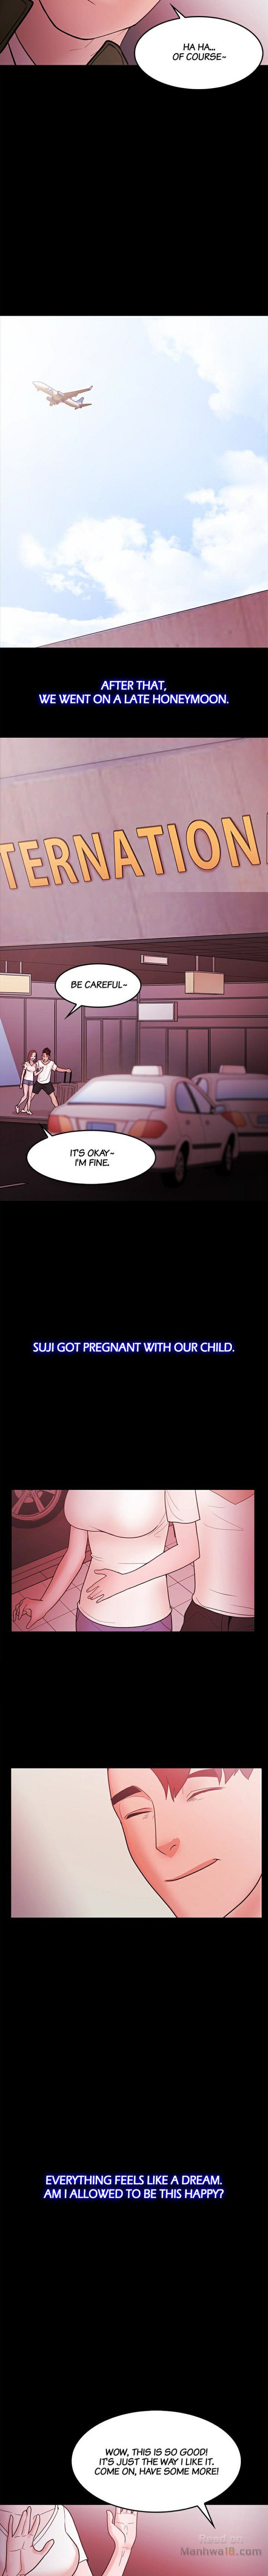 HA HA...
OF COURSE~
AFTER THAT,
WE WENT ON A LATE HONEYMOON.
TERNATION
BE CAREFUL~
IT'S OKAY~
I'M FINE.
SUJI GOT PREGNANT WITH OUR CHILD.
EVERYTHING FEELS LIKE A DREAM.
AM I ALLOWED TO BE THIS HAPPY?
WOW, THIS IS SO GOOD!
IT'S JUST THE WAY I LIKE IT.
COME ON, HAVE SOME MORE!
Read on
Manhwa18.com